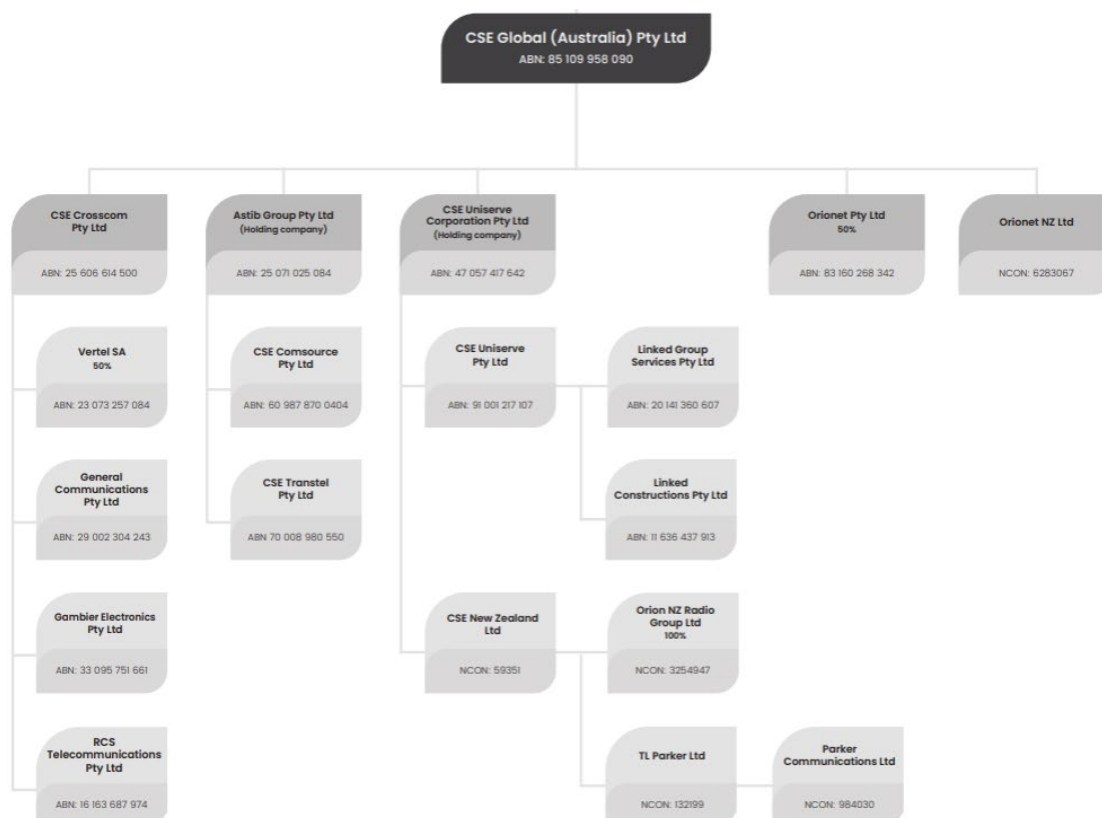 CSE Global (Australia) Pty Ltd
ABN: 85 109 958 090
CSE Crosscom
Pty Ltd
ABN: 25 606 614 500
Astib Group Pty Ltd
(Holding company)
ABN: 25 071 025 084
CSE Uniserve
Corporation Pty Ltd
(Holding company)
ABN: 47 057 417 642
Orionet Pty Ltd
50%
ABN: 83 160 268 342
Orionet NZ Ltd
NCON: 6283067
Vertel SA
50%
ABN: 23 073 257 084
CSE Comsource
Pty Ltd
ABN: 60 987 870 0404
CSE Uniserve
Pty Ltd
ABN: 91 001 217 107
Linked Group
Services Pty Ltd
ABN: 20 141 360 607
General
Communications
Pty Ltd
ABN: 29 002 304 243
CSE Transtel
Pty Ltd
ABN 70 008 980 550
Linked
Constructions Pty Ltd
ABN: 11 636 437 913
Gambier Electronics
Pty Ltd
ABN: 33 095 751 661
CSE New Zealand
Ltd
NCON: 59351
Orion NZ Radio
Group Ltd
100%
NCON: 3254947
RCS
Telecommunications
Pty Ltd
ABN: 16 163 687 974
TL Parker Ltd
NCON: 132199
Parker
Communications Ltd
NCON: 984030